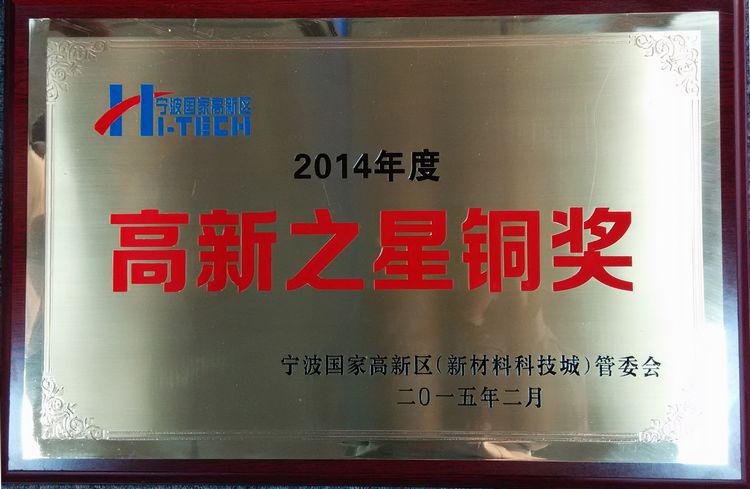 宁波国家高新区
HI-TECH
2014年度
高新之星铜奖
宁波国家高新区(新材料科技城)管委会
二0一五年二月